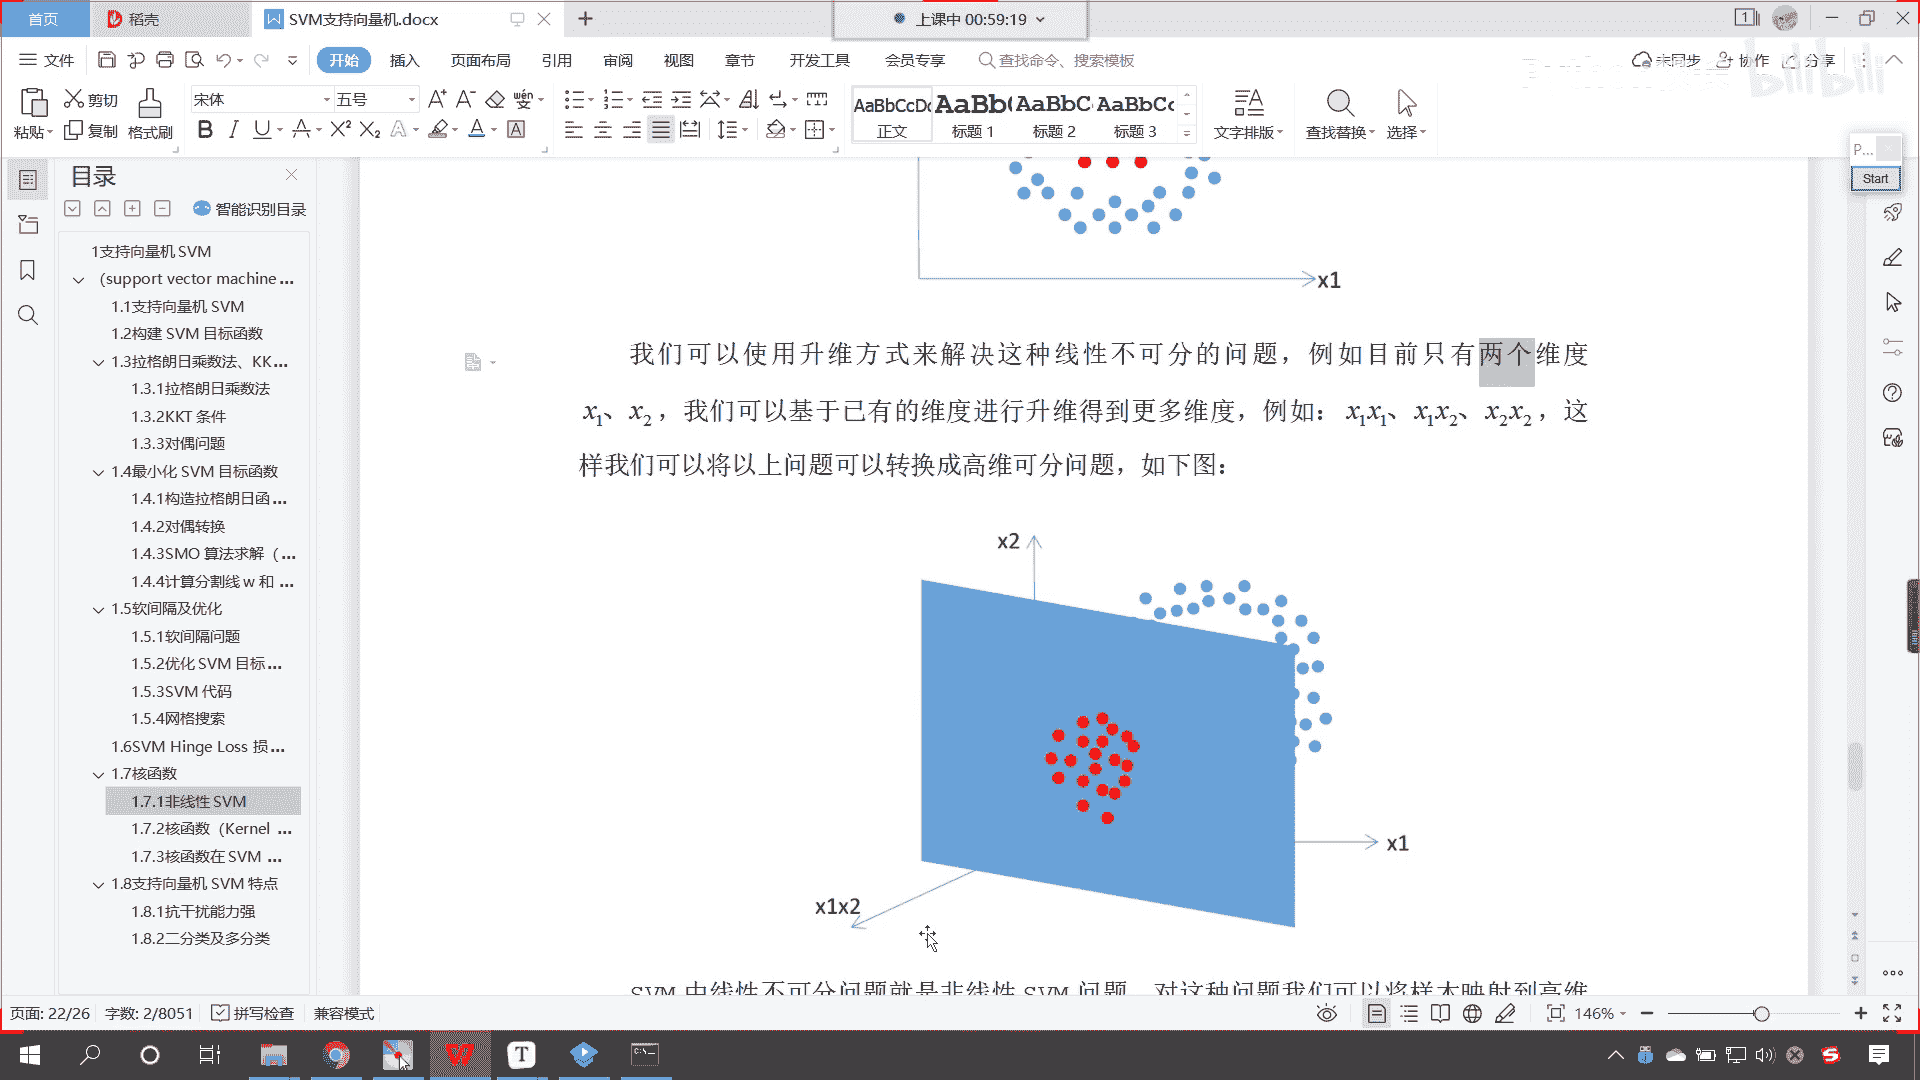 首页
稻壳
SVM支持向量机.docx
上课中 00:59:19
文件
开始
插入
页面布局
引用
审阅
视图
章节
开发工具
会员专享
查找命令、搜索模板
未同步
协作
分享
bilibili
粘贴
剪切
复制
格式刷
宋体
五号
AaBbCcDd
正文
AaBb(
标题 1
AaBbC
标题 2
AaBbC
标题 3
文字排版
查找替换
选择
P...
Start
目录
智能识别目录
1支持向量机 SVM
（support vector machine ...
1.1支持向量机 SVM
1.2构建 SVM 目标函数
1.3拉格朗日乘数法、KK...
1.3.1拉格朗日乘数法
1.3.2KKT 条件
1.3.3对偶问题
1.4最小化 SVM 目标函数
1.4.1构造拉格朗日函 ...
1.4.2对偶转换
1.4.3SMO 算法求解（ ...
1.4.4计算分割线 w 和 ...
1.5软间隔及优化
1.5.1软间隔问题
1.5.2优化 SVM 目标 ...
1.5.3SVM 代码
1.5.4网格搜索
1.6SVM Hinge Loss 损 ...
1.7核函数
1.7.1非线性 SVM
1.7.2核函数（Kernel ...
1.7.3核函数在 SVM ...
1.8支持向量机 SVM 特点
1.8.1抗干扰能力强
1.8.2二分类及多分类
x1
我们可以使用升维方式来解决这种线性不可分的问题，例如目前只有两个维度
x₁、x₂，我们可以基于已有的维度进行升维得到更多维度，例如：x₁x₁、x₁x₂、x₂x₂，这
样我们可以将以上问题可以转换成高维可分问题，如下图：
x2
x1
x1x2
SVM 中线性不可分问题就是非线性 SVM 问题，对这种问题我们可以将样本映射到高维
页面: 22/26
字数: 2/8051
拼写检查
兼容模式
146%